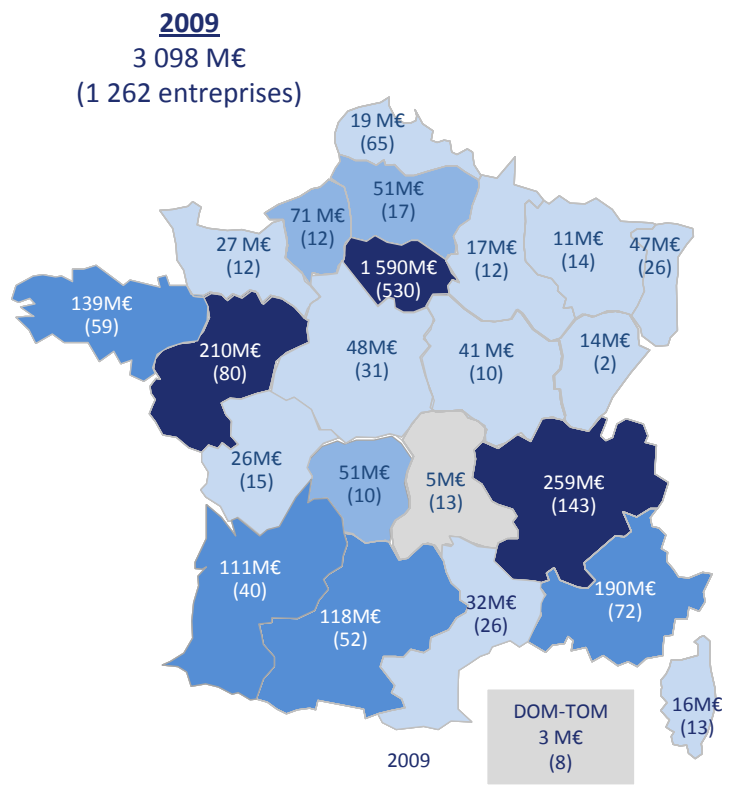 2009
3 098 M€
(1 262 entreprises)
19 M€
(65)
51M€
(17)
71 M€
(12)
27 M€
(12)
1 590M€
(530)
17M€
(12)
11M€
(14)
47M€
(26)
139M€
(59)
210M€
(80)
48M€
(31)
41 M€
(10)
14M€
(2)
26M€
(15)
51M€
(10)
5M€
(13)
259M€
(143)
111M€
(40)
118M€
(52)
32M€
(26)
190M€
(72)
16M€
(13)
DOM-TOM
3 M€
(8)
2009